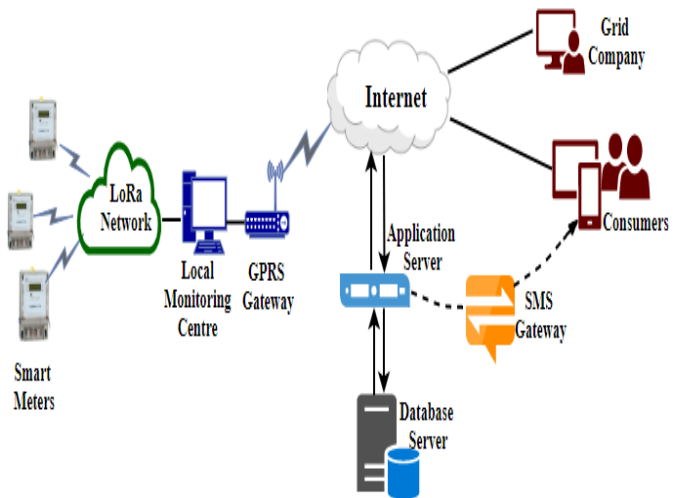 Grid
Company
Internet
LoRa
Network
Consumers
Application
Server
Local
Monitoring
Centre
GPRS
Gateway
SMS
Gateway
Smart
Meters
Database
Server